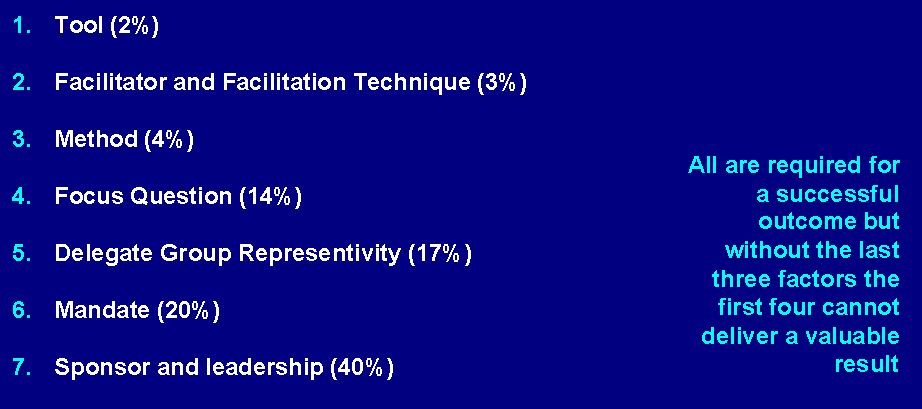 1. Tool (2%)
2. Facilitator and Facilitation Technique (3%)
3. Method (4%)
4. Focus Question (14%)
5. Delegate Group Representivity (17%)
6. Mandate (20%)
7. Sponsor and leadership (40%)
All are required for
a successful
outcome but
without the last
three factors the
first four cannot
deliver a valuable
result